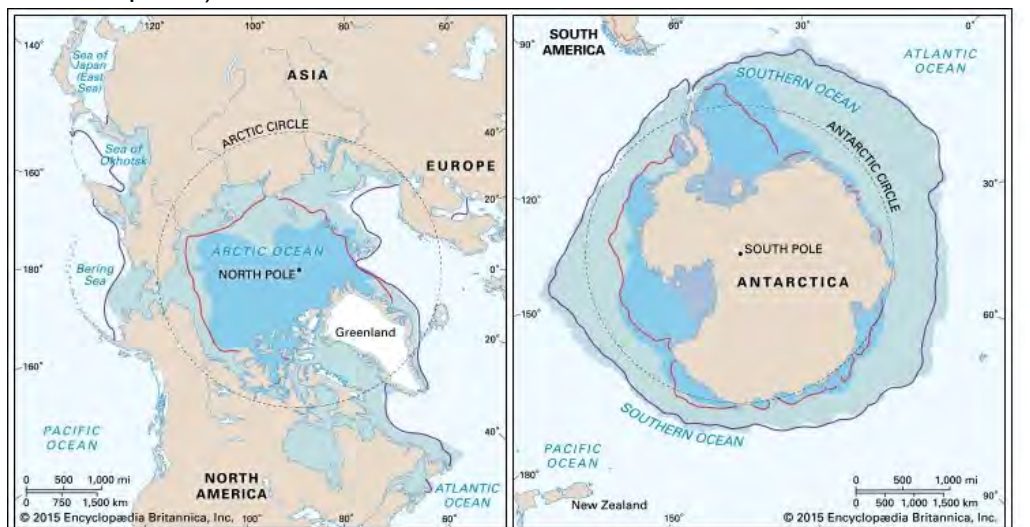 140°
120°
100°
80°
60°
Sea of
Japan
(East
Sea)
ASIA
ARCTIC CIRCLE
40°
Sea of
Okhotsk
EUROPE
160°
20°
ARCTIC OCEAN
NORTH POLE
180°
0°
Bering
Sea
Greenland
20°
160°
PACIFIC
OCEAN
40°
NORTH
AMERICA
ATLANTIC
OCEAN
0 500 1,000 mi
0 750 1,500 km
© 2015 Encyclopædia Britannica, Inc.
120°
100°
80°
60°
60°
30°
0°
90°
SOUTH
AMERICA
ATLANTIC
OCEAN
SOUTHERN OCEAN
ANTARCTIC CIRCLE
120°
30°
SOUTH POLE
ANTARCTICA
150°
60°
SOUTHERN OCEAN
PACIFIC
OCEAN
180°
New Zealand
0 500 1,000 mi
0 500 1,000 1,500 km
150°
90°
© 2015 Encyclopædia Britannica, Inc.